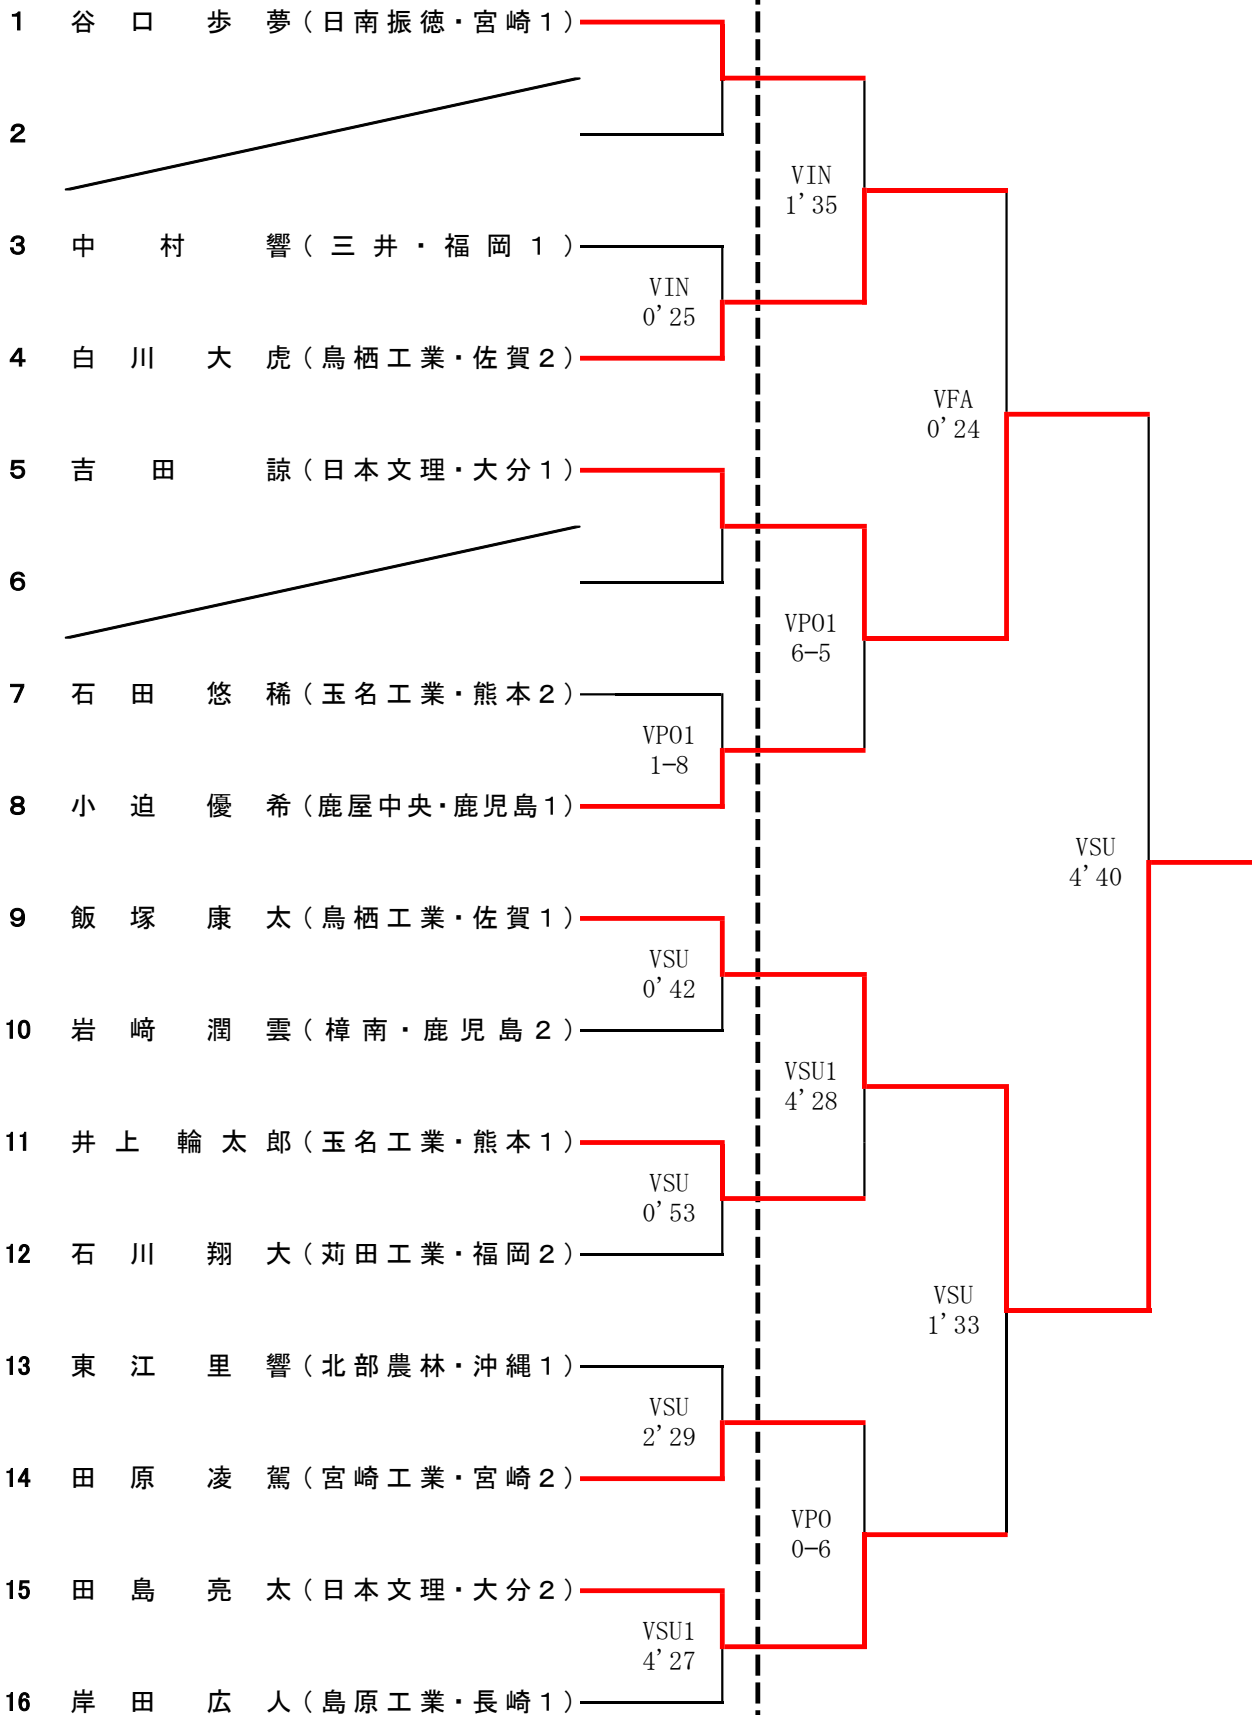 1 谷口 歩夢(日南振徳・宮崎1)
2
VIN
1'35
3 中村 響(三井・福岡1)
VIN
0'25
4 白川 大虎(鳥栖工業・佐賀2)
VFA
0'24
5 吉田 諒(日本文理・大分1)
6
VPO1
6-5
7 石田 悠稀(玉名工業・熊本2)
VPO1
1-8
8 小迫 優希(鹿屋中央・鹿児島1)
VSU
4'40
9 飯塚 康太(鳥栖工業・佐賀1)
VSU
0'42
10 岩﨑 潤雲(樟南・鹿児島2)
VSU1
4'28
11 井上 輪太郎(玉名工業・熊本1)
VSU
0'53
12 石川 翔大(苅田工業・福岡2)
VSU
1'33
13 東江 里響(北部農林・沖縄1)
VSU
2'29
14 田原 凌駕(宮崎工業・宮崎2)
VPO
0-6
15 田島 亮太(日本文理・大分2)
VSU1
4'27
16 岸田 広人(島原工業・長崎1)